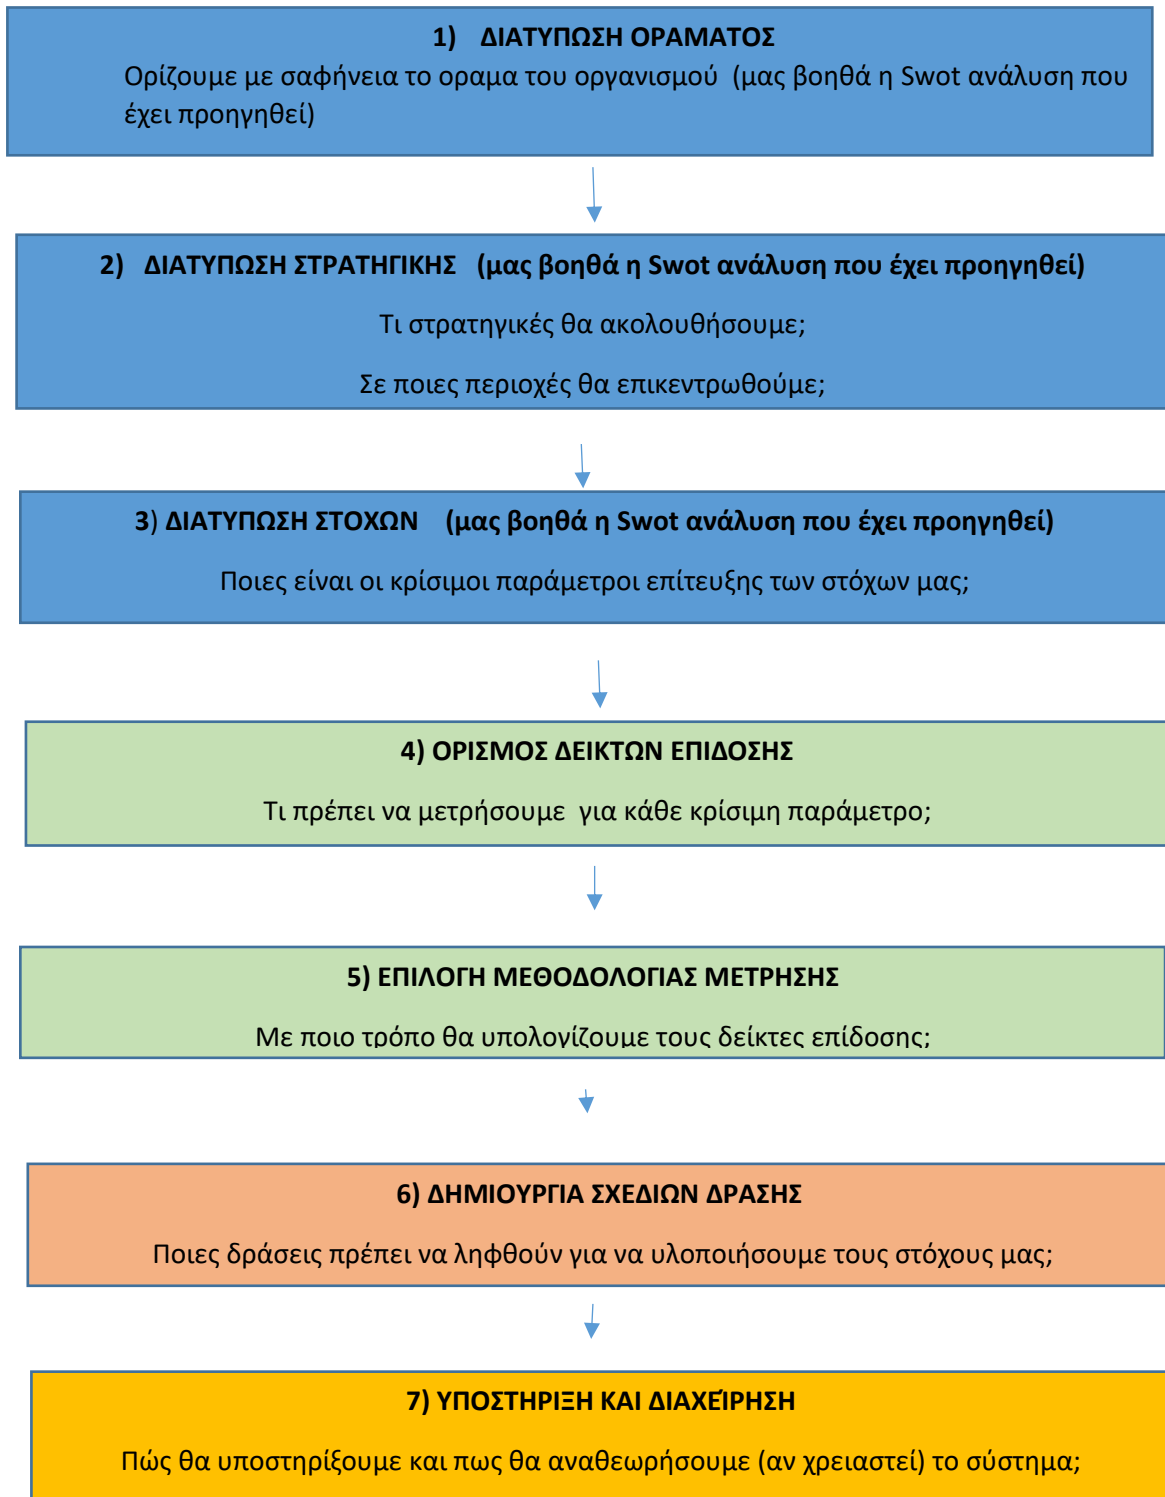 1) ΔΙΑΤΥΠΩΣΗ ΟΡΑΜΑΤΟΣ
Ορίζουμε με σαφήνεια το οραμα του οργανισμού (μας βοηθά η Swot ανάλυση που
έχει προηγηθεί)
2) ΔΙΑΤΥΠΩΣΗ ΣΤΡΑΤΗΓΙΚΗΣ (μας βοηθά η Swot ανάλυση που έχει προηγηθεί)
Τι στρατηγικές θα ακολουθήσουμε;
Σε ποιες περιοχές θα επικεντρωθούμε;
3) ΔΙΑΤΥΠΩΣΗ ΣΤΟΧΩΝ (μας βοηθά η Swot ανάλυση που έχει προηγηθεί)
Ποιες είναι οι κρίσιμοι παράμετροι επίτευξης των στόχων μας;
4) ΟΡΙΣΜΟΣ ΔΕΙΚΤΩΝ ΕΠΙΔΟΣΗΣ
Τι πρέπει να μετρήσουμε για κάθε κρίσιμη παράμετρο;
5) ΕΠΙΛΟΓΗ ΜΕΘΟΔΟΛΟΓΙΑΣ ΜΕΤΡΗΣΗΣ
Με ποιο τρόπο θα υπολογίζουμε τους δείκτες επίδοσης;
6) ΔΗΜΙΟΥΡΓΙΑ ΣΧΕΔΙΩΝ ΔΡΑΣΗΣ
Ποιες δράσεις πρέπει να ληφθούν για να υλοποιήσουμε τους στόχους μας;
7) ΥΠΟΣΤΗΡΙΞΗ ΚΑΙ ΔΙΑΧΕΊΡΗΣΗ
Πώς θα υποστηρίξουμε και πως θα αναθεωρήσουμε (αν χρειαστεί) το σύστημα;